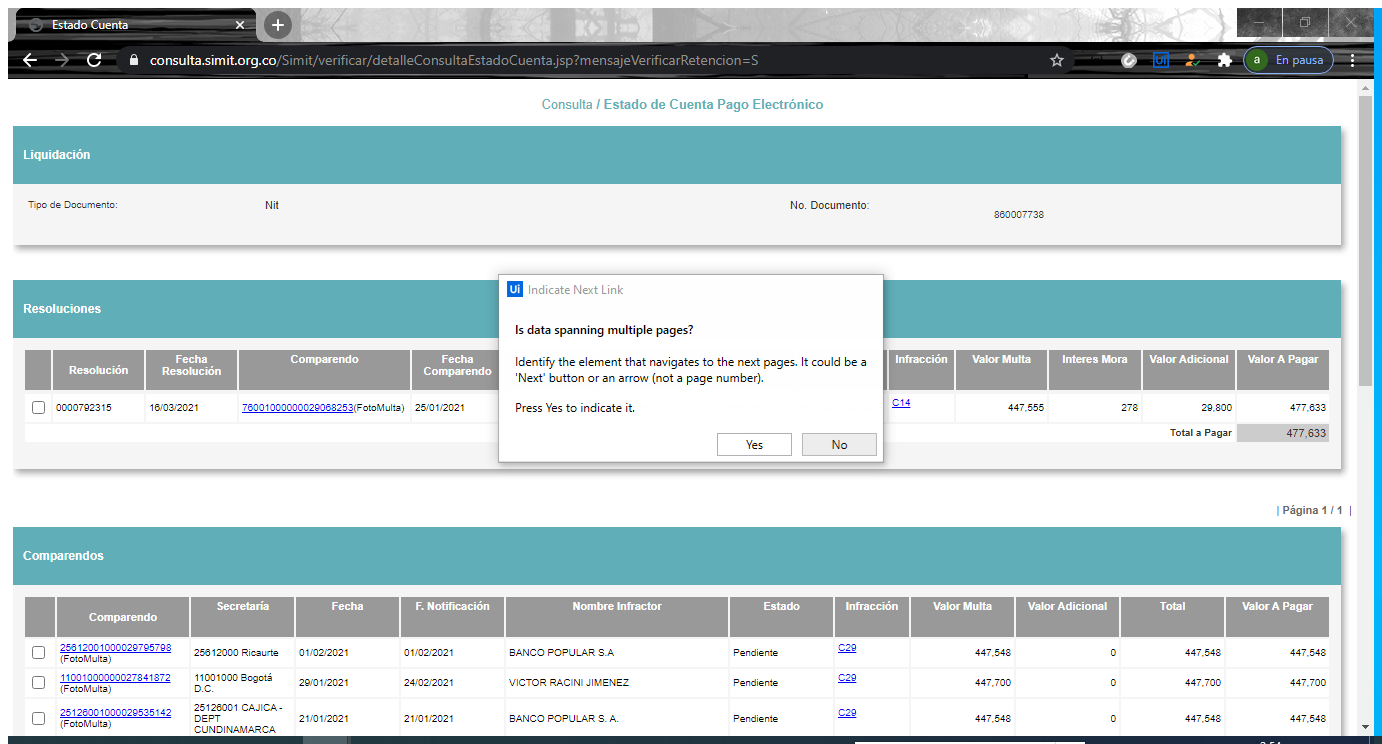 Estado Cuenta
consulta.simit.org.co/Simit/verificar/detalleConsultaEstadoCuenta.jsp?mensajeVerificarRetencion=S
a En pausa
Consulta / Estado de Cuenta Pago Electrónico
Liquidación
Tipo de Documento: Nit No. Documento: 860007738
Resoluciones
Ui Indicate Next Link
Is data spanning multiple pages?
Identify the element that navigates to the next pages. It could be a
'Next' button or an arrow (not a page number).
Press Yes to indicate it.
Yes No
Resolución Fecha Resolución Comparendo Fecha Comparendo Infracción Valor Multa Interes Mora Valor Adicional Valor A Pagar
0000792315 16/03/2021 76001000000029068253(FotoMulta) 25/01/2021 C14 447,555 278 29,800 477,633
Total a Pagar 477,633
| Página 1 / 1 |
Comparendos
Comparendo Secretaría Fecha F. Notificación Nombre Infractor Estado Infracción Valor Multa Valor Adicional Total Valor A Pagar
25612001000029795798 (FotoMulta) 25612000 Ricaurte 01/02/2021 01/02/2021 BANCO POPULAR S.A Pendiente C29 447,548 0 447,548 447,548
11001000000027841872 (FotoMulta) 11001000 Bogotá D.C. 29/01/2021 24/02/2021 VICTOR RACINI JIMENEZ Pendiente C29 447,700 0 447,700 447,700
25126001000029535142 (FotoMulta) 25126001 CAJICA - DEPT CUNDINAMARCA 21/01/2021 21/01/2021 BANCO POPULAR S. A. Pendiente C29 447,548 0 447,548 447,548